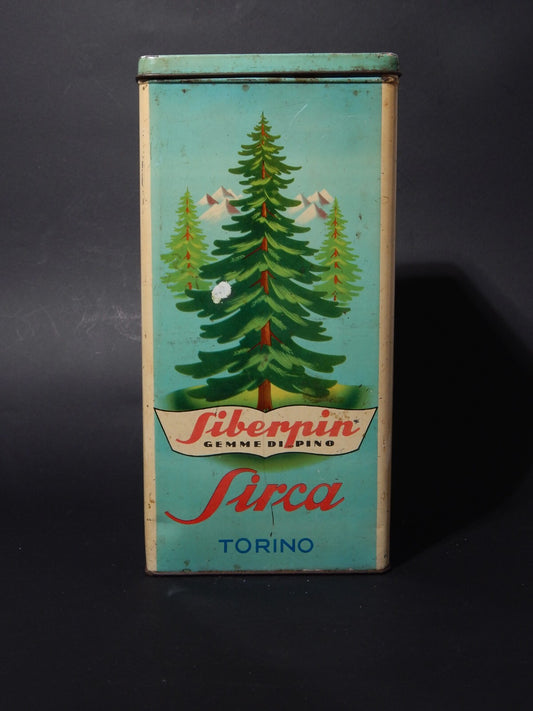 Siberpin
GEMME DI PINO
Sirca
TORINO